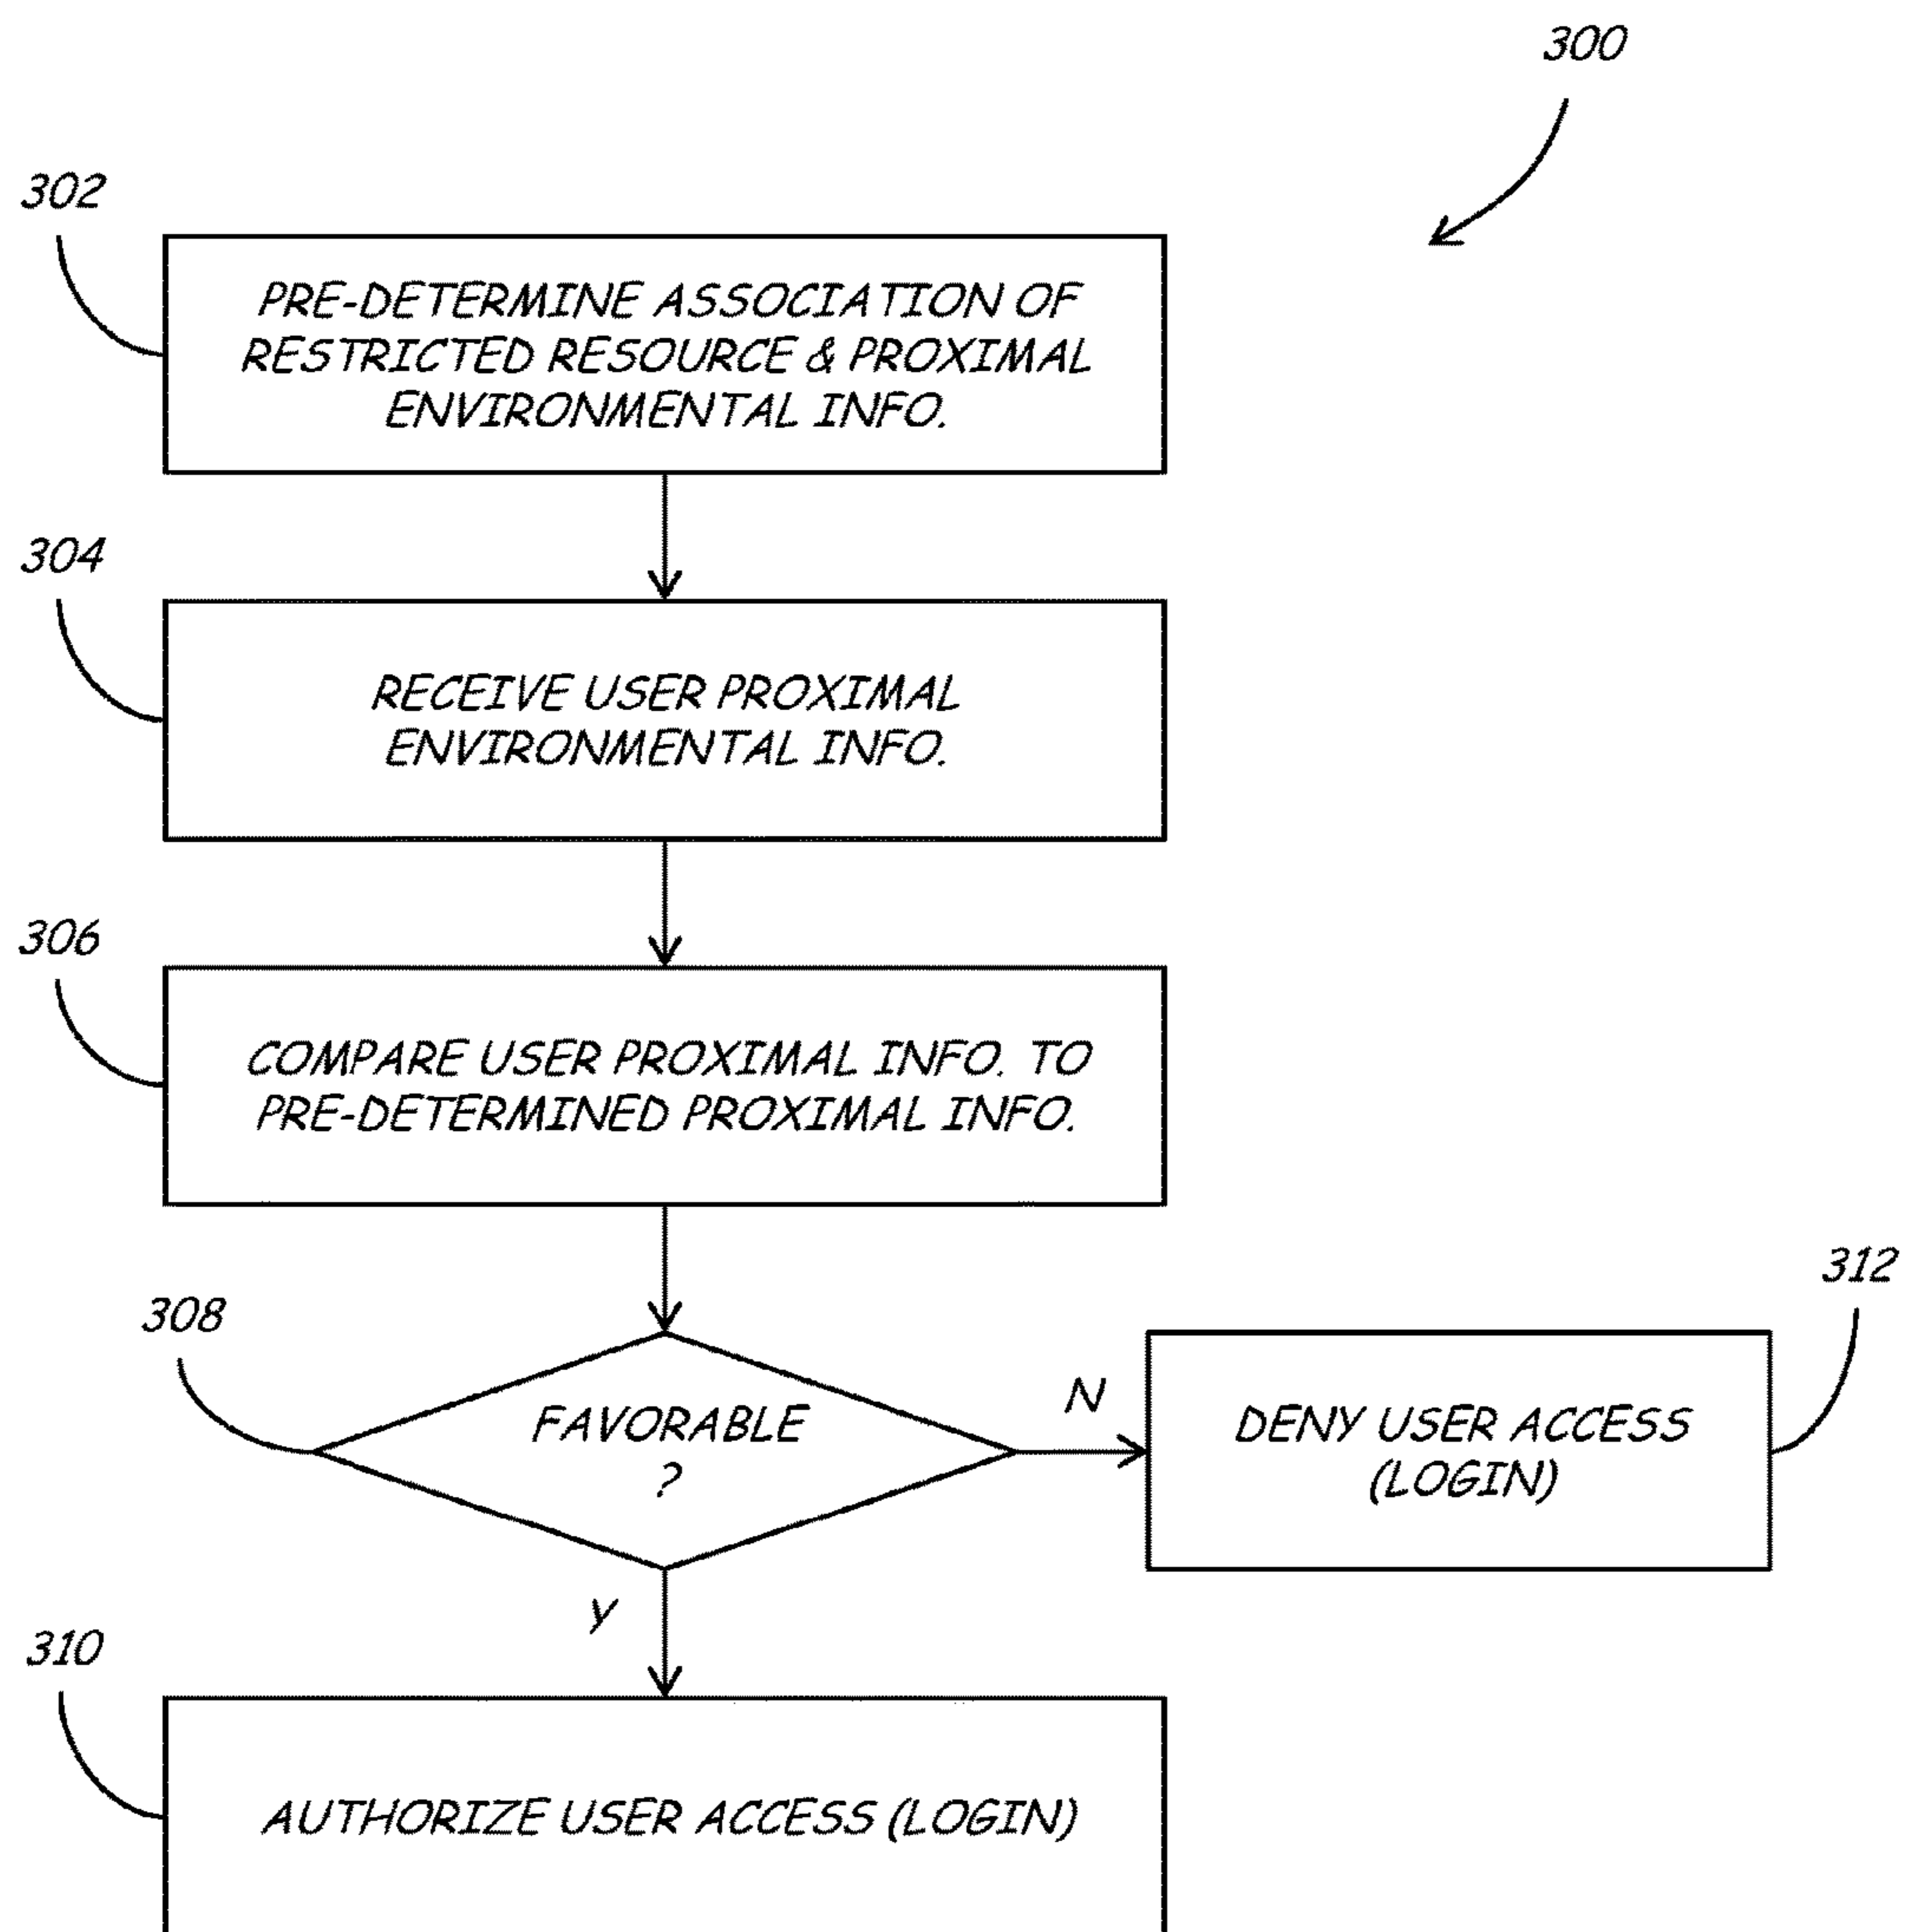 300
302
PRE-DETERMINE ASSOCIATION OF
RESTRICTED RESOURCE & PROXIMAL
ENVIRONMENTAL INFO.
304
RECEIVE USER PROXIMAL
ENVIRONMENTAL INFO.
306
COMPARE USER PROXIMAL INFO. TO
PRE-DETERMINED PROXIMAL INFO.
308
FAVORABLE
?
N
312
DENY USER ACCESS
(LOGIN)
Y
310
AUTHORIZE USER ACCESS (LOGIN)